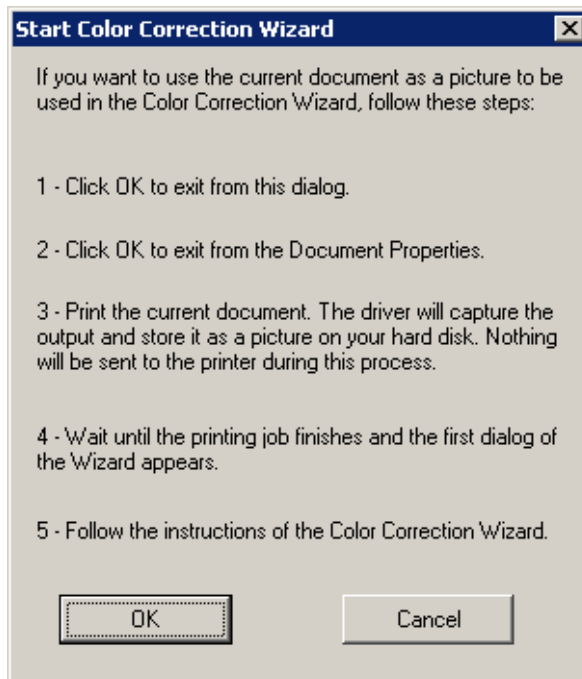 Start Color Correction Wizard
If you want to use the current document as a picture to be
used in the Color Correction Wizard, follow these steps:
1 - Click OK to exit from this dialog.
2 - Click OK to exit from the Document Properties.
3 - Print the current document. The driver will capture the
output and store it as a picture on your hard disk. Nothing
will be sent to the printer during this process.
4 - Wait until the printing job finishes and the first dialog of
the Wizard appears.
5 - Follow the instructions of the Color Correction Wizard.
OK Cancel